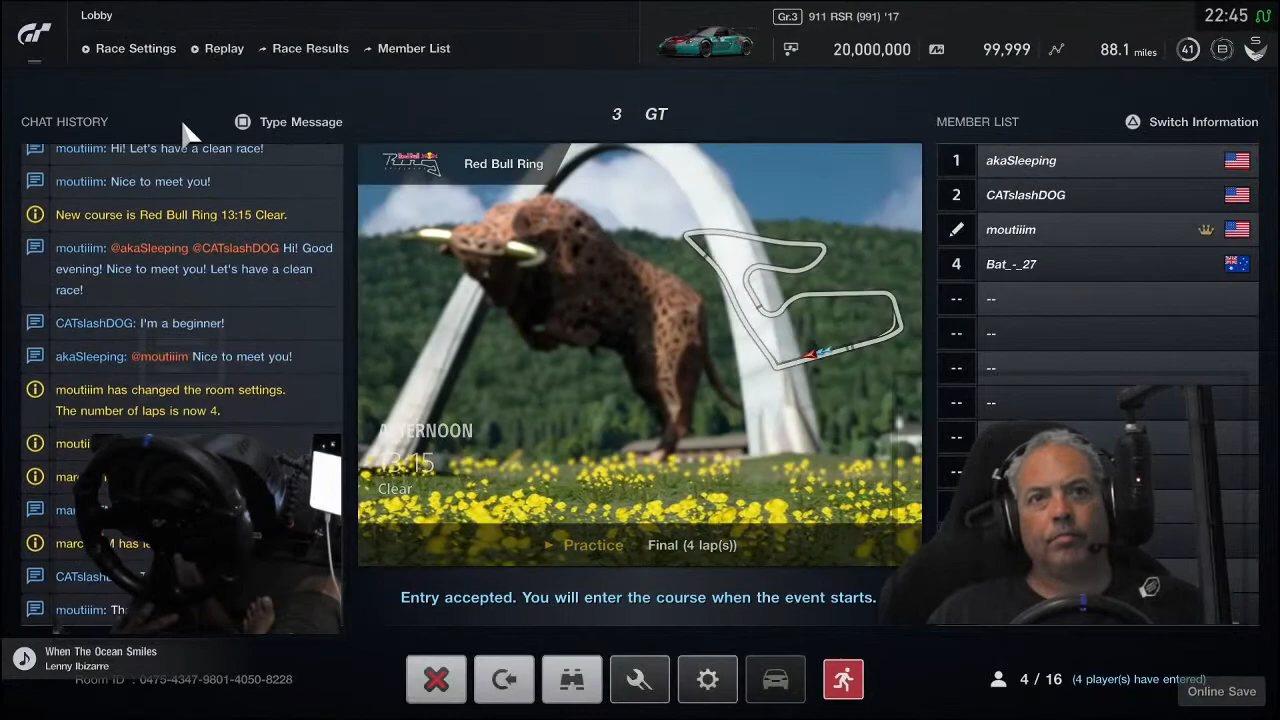 Lobby
Race Settings
Replay
Race Results
Member List
Gr.3
911 RSR (991) '17
20,000,000
99,999
88.1 miles
41
B
S
22:45
CHAT HISTORY
Type Message
moutiiim: Hi! Let's have a clean race!
moutiiim: Nice to meet you!
New course is Red Bull Ring 13:15 Clear.
moutiiim: @akaSleeping @CATslashDOG Hi! Good
evening! Nice to meet you! Let's have a clean
race!
CATslashDOG: I'm a beginner!
akaSleeping: @moutiiim Nice to meet you!
moutiiim has changed the room settings.
The number of laps is now 4.
3 GT
Red Bull Ring
AFTERNOON
13:15
Clear
Practice
Final (4 lap(s))
Entry accepted. You will enter the course when the event starts.
MEMBER LIST
Switch Information
1 akaSleeping
2 CATslashDOG
moutiiim
4 Bat_-_27
-- --
-- --
-- --
-- --
--
--
When The Ocean Smiles
Lenny Ibizarre
Room ID : 0475-4347-9801-4050-8228
4 / 16
(4 player(s) have entered)
Online Save